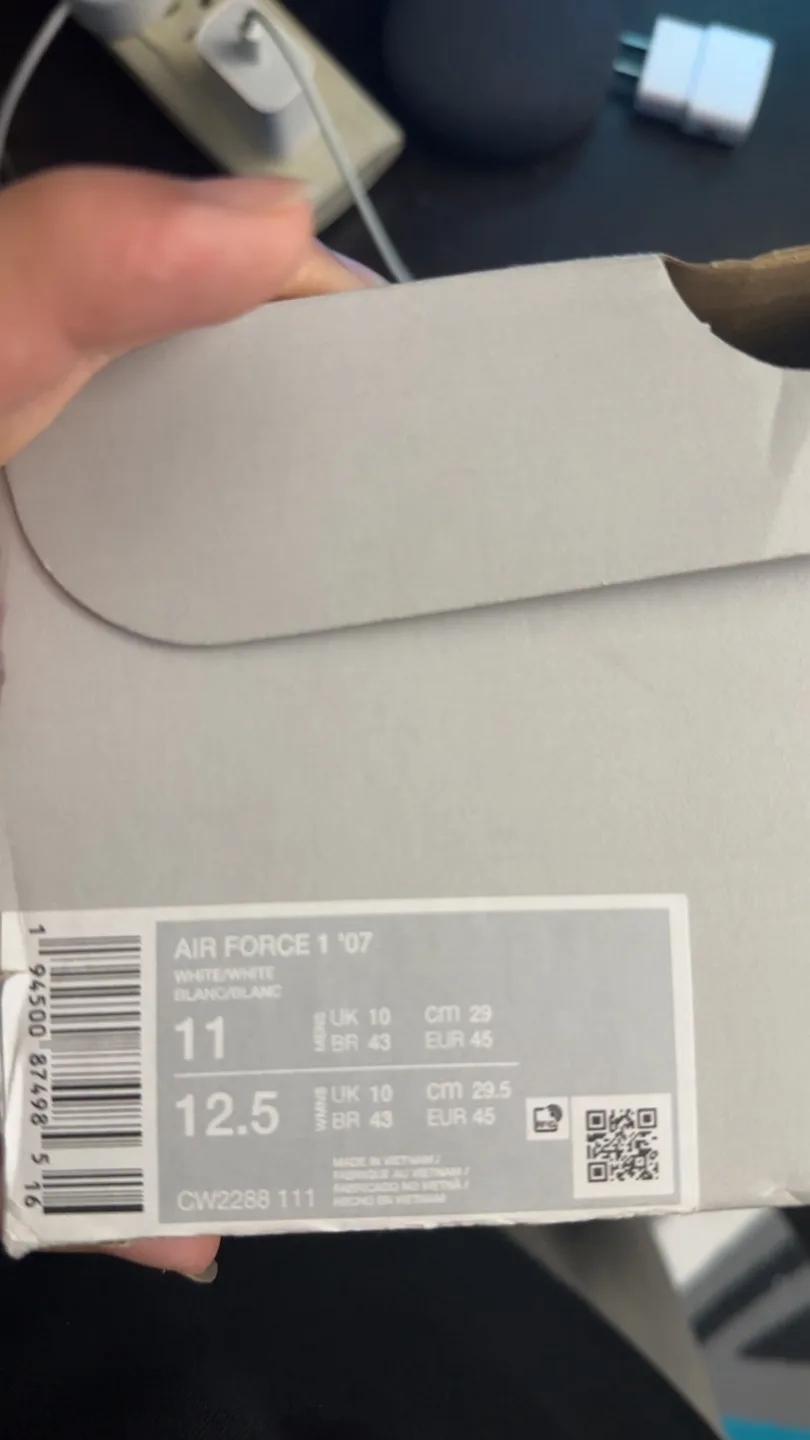 AIR FORCE 1 '07
WHITE/WHITE
BLANC/BLANC
11
MENS
UK 10
cm 29
BR 43
EUR 45
12.5
WMNS
UK 10
cm 29.5
BR 43
EUR 45
CW2288 111
MADE IN VIETNAM /
FABRIQUE AU VIETNAM /
FABRICADO NO VIETNÃ /
HECHO EN VIETNAM
RFID
1 94500 87498 5 16